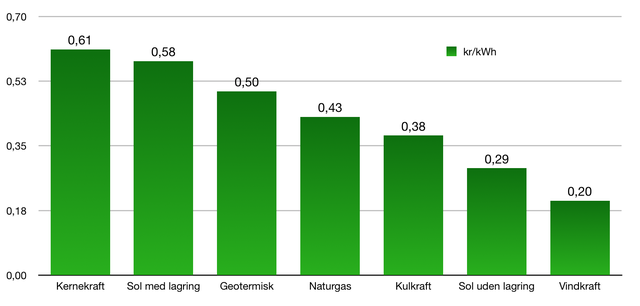 0,70
0,53
0,35
0,18
0,00
0,61
0,58
0,50
0,43
0,38
0,29
0,20
kr/kWh
Kernekraft
Sol med lagring
Geotermisk
Naturgas
Kulkraft
Sol uden lagring
Vindkraft